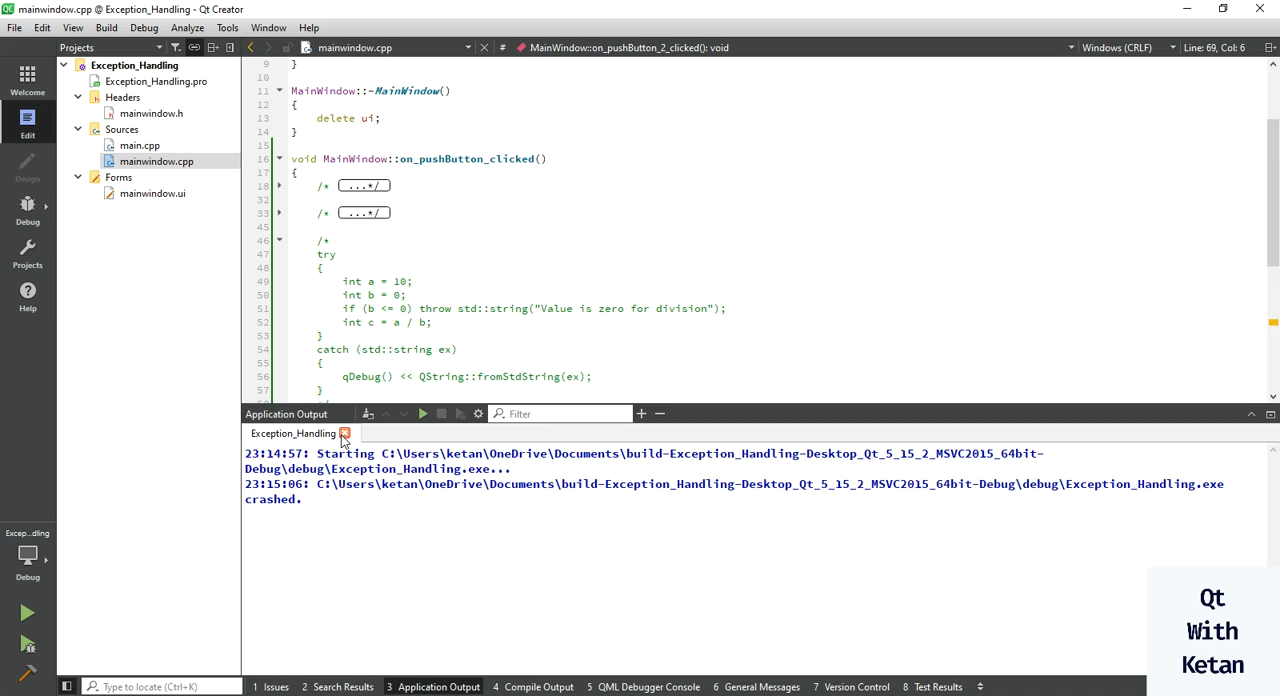 mainwindow.cpp @ Exception_Handling - Qt Creator
File Edit View Build Debug Analyze Tools Window Help
Projects mainwindow.cpp # MainWindow::on_pushButton_2_clicked(): void Windows (CRLF) Line: 69, Col: 6
Welcome
Edit
Design
Debug
Projects
Help
Excep...dling
Debug
Exception_Handling
Exception_Handling.pro
Headers
mainwindow.h
Sources
main.cpp
mainwindow.cpp
Forms
mainwindow.ui
9 }
10
11 MainWindow::~MainWindow()
12 {
13 delete ui;
14 }
15
16 void MainWindow::on_pushButton_clicked()
17 {
18 /* ...*/
32
33 /* ...*/
45
46 /*
47 try
48 {
49 int a = 10;
50 int b = 0;
51 if (b <= 0) throw std::string("Value is zero for division");
52 int c = a / b;
53 }
54 catch (std::string ex)
55 {
56 qDebug() << QString::fromStdString(ex);
57 }
Application Output Filter
Exception_Handling
23:14:57: Starting C:\Users\ketan\OneDrive\Documents\build-Exception_Handling-Desktop_Qt_5_15_2_MSVC2015_64bit-
Debug\debug\Exception_Handling.exe...
23:15:06: C:\Users\ketan\OneDrive\Documents\build-Exception_Handling-Desktop_Qt_5_15_2_MSVC2015_64bit-Debug\debug\Exception_Handling.exe
crashed.
Qt
With
Ketan
Type to locate (Ctrl+K) 1 Issues 2 Search Results 3 Application Output 4 Compile Output 5 QML Debugger Console 6 General Messages 7 Version Control 8 Test Results